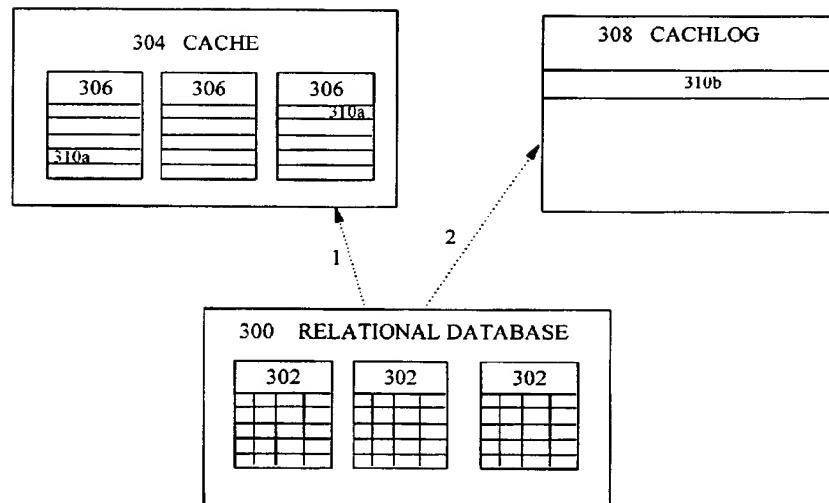 304 CACHE
306 306 306
310a
310a
308 CACHLOG
310b
1
2
300 RELATIONAL DATABASE
302 302 302